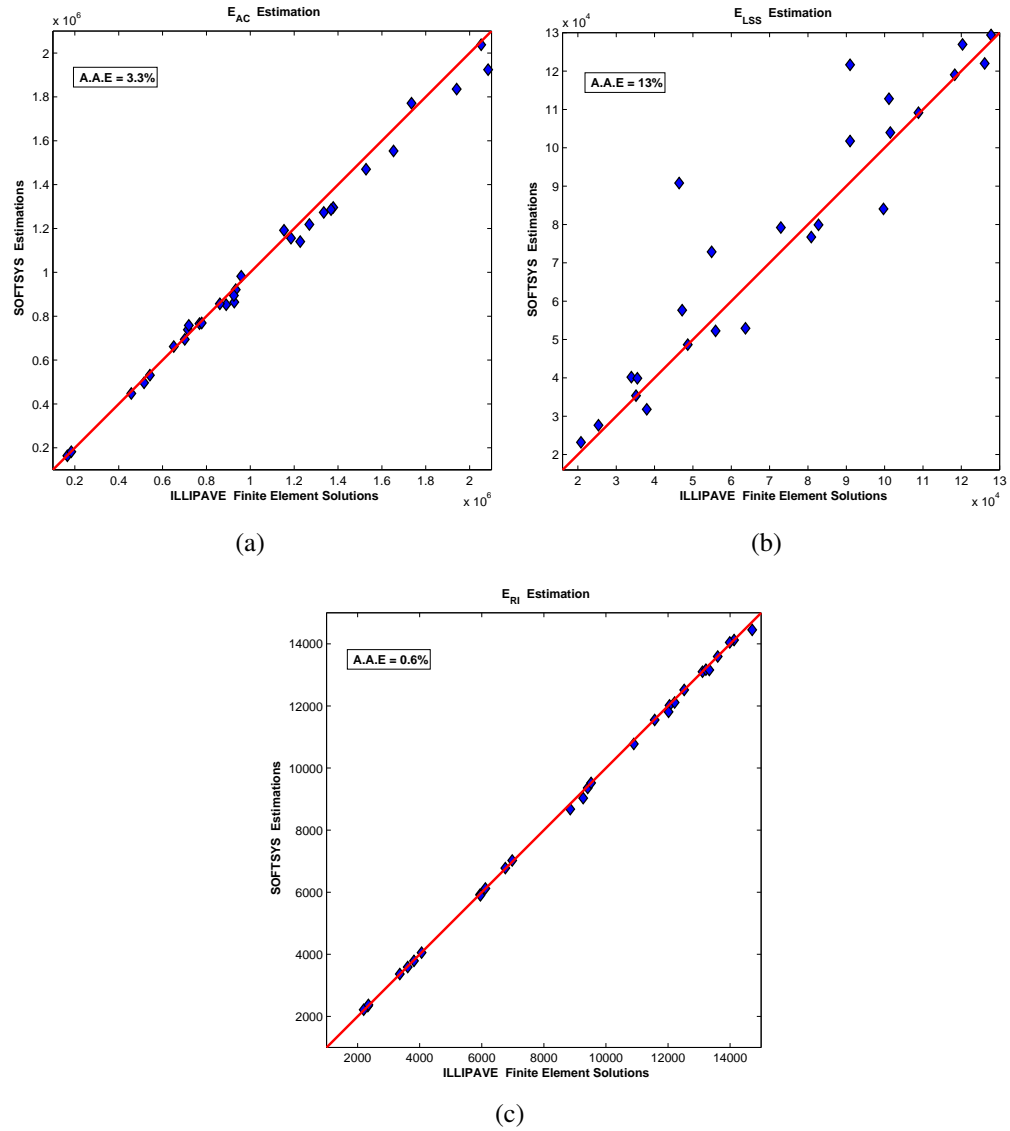 x 10^6
E_AC Estimation
A.A.E = 3.3%
SOFTSYS Estimations
2
1.8
1.6
1.4
1.2
1
0.8
0.6
0.4
0.2
0.2 0.4 0.6 0.8 1 1.2 1.4 1.6 1.8 2
ILLIPAVE Finite Element Solutions
x 10^6
(a)
x 10^4
E_LSS Estimation
A.A.E = 13%
SOFTSYS Estimations
13
12
11
10
9
8
7
6
5
4
3
2
2 3 4 5 6 7 8 9 10 11 12 13
ILLIPAVE Finite Element Solutions
x 10^4
(b)
E_RI Estimation
A.A.E = 0.6%
SOFTSYS Estimations
14000
12000
10000
8000
6000
4000
2000
2000 4000 6000 8000 10000 12000 14000
ILLIPAVE Finite Element Solutions
(c)